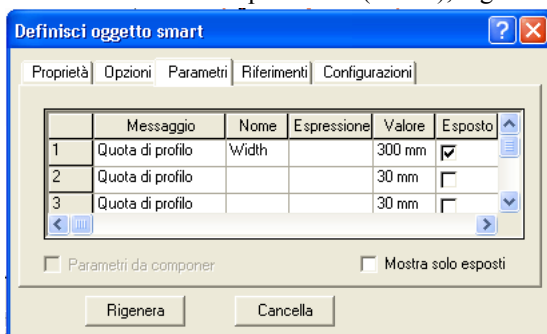 Definisci oggetto smart
Proprietà Opzioni Parametri Riferimenti Configurazioni
Messaggio Nome Espressione Valore Esposto
1 Quota di profilo Width 300 mm
2 Quota di profilo 30 mm
3 Quota di profilo 30 mm
Parametri da componer Mostra solo esposti
Rigenera Cancella